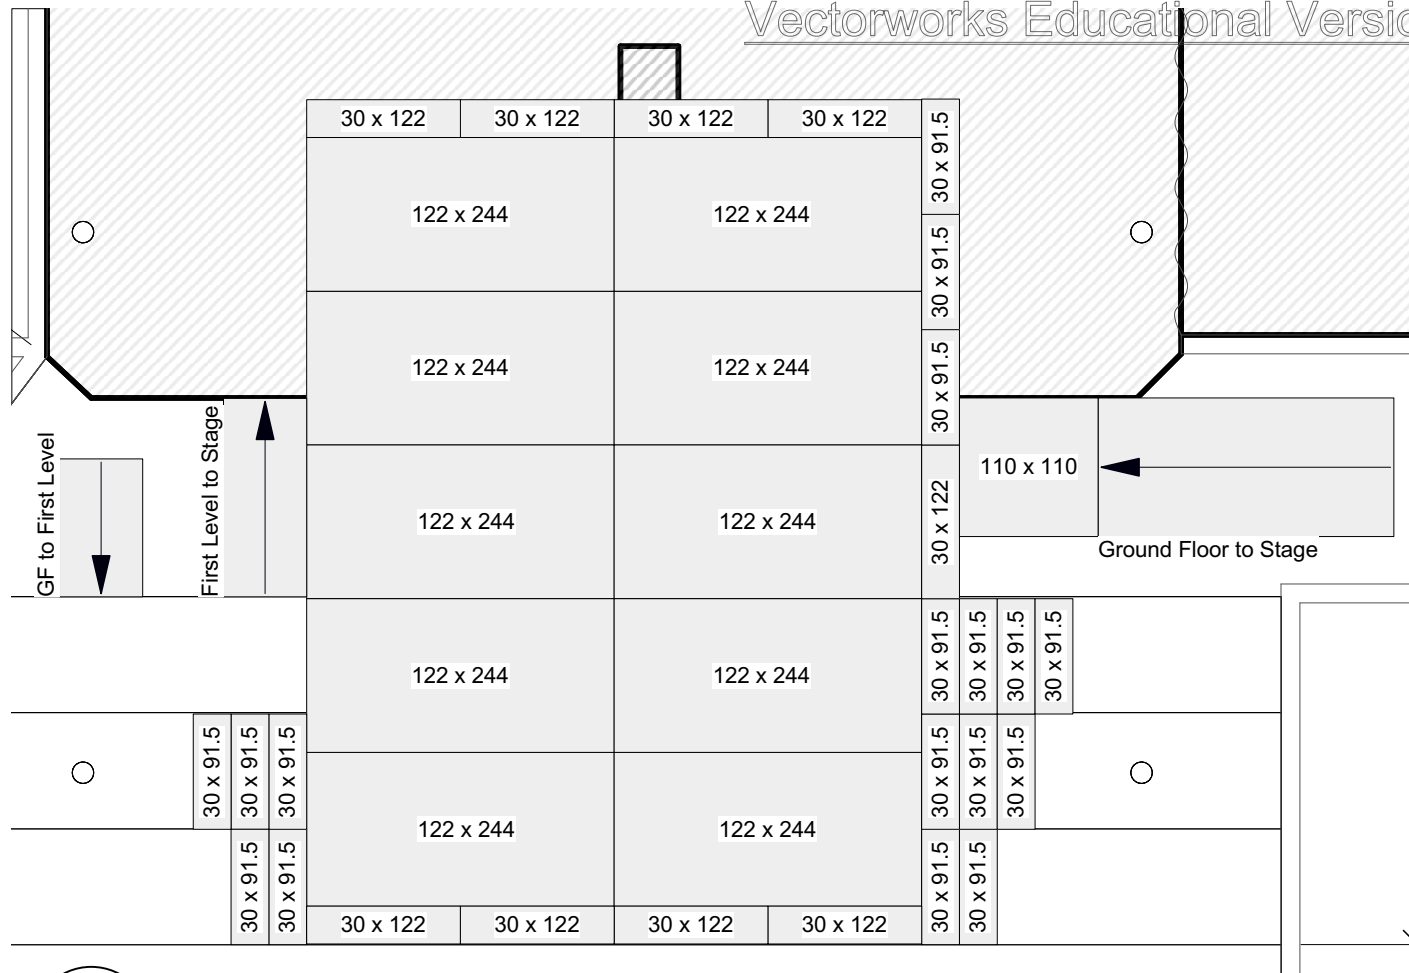 Vectorworks Educational Versio
30 x 122
30 x 122
30 x 122
30 x 122
30 x 91.5
122 x 244
122 x 244
30 x 91.5
122 x 244
122 x 244
30 x 91.5
GF to First Level
First Level to Stage
122 x 244
122 x 244
30 x 122
110 x 110
Ground Floor to Stage
122 x 244
122 x 244
30 x 91.5
30 x 91.5
30 x 91.5
30 x 91.5
30 x 91.5
30 x 91.5
30 x 91.5
122 x 244
122 x 244
30 x 91.5
30 x 91.5
30 x 91.5
30 x 91.5
30 x 91.5
30 x 122
30 x 122
30 x 122
30 x 122
30 x 91.5
30 x 91.5